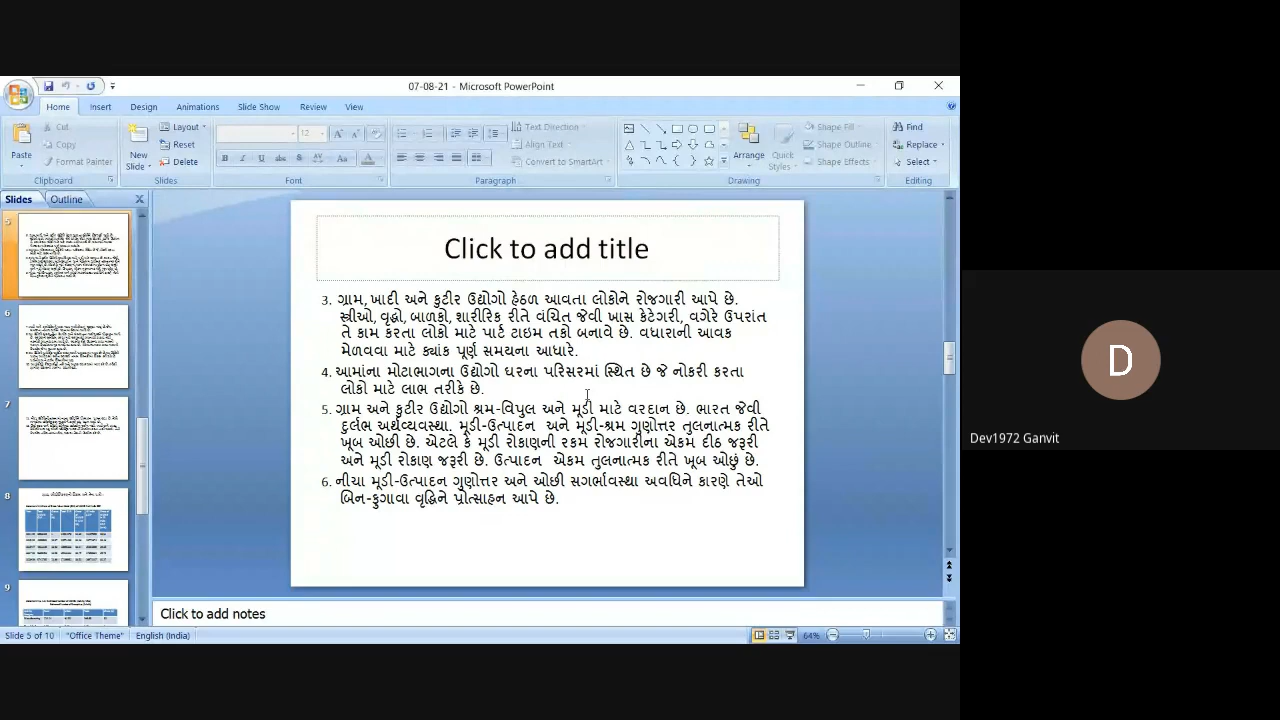 07-08-21 - Microsoft PowerPoint
Home Insert Design Animations Slide Show Review View
Paste
Cut
Copy
Format Painter
Clipboard
New
Slide
Layout
Reset
Delete
Slides
12
Font
Text Direction
Align Text
Convert to SmartArt
Paragraph
Arrange
Quick
Styles
Shape Fill
Shape Outline
Shape Effects
Drawing
Find
Replace
Select
Editing
Slides Outline
5
6
7
8
9
Click to add title
3. ગ્રામ, ખાદી અને કુટીર ઉદ્યોગો હેઠળ આવતા લોકોને રોજગારી આપે છે.
સ્ત્રીઓ, વૃદ્ધો, બાળકો, શારીરિક રીતે વંચિત જેવી ખાસ કેટેગરી, વગેરે ઉપરાંત
તે કામ કરતા લોકો માટે પાર્ટટાઇમ તકો બનાવે છે. વધારાની આવક
મેળવવા માટે ક્યાંક પૂર્ણ સમયના આધારે.
4. આમાંના મોટાભાગના ઉદ્યોગો ઘરના પરિસરમાં સ્થિત છે જે નોકરી કરતા
લોકો માટે લાભ તરીકે છે.
5. ગ્રામ અને કુટીર ઉદ્યોગો શ્રમ-વિપુલ અને મૂડી માટે વરદાન છે. ભારત જેવી
દુર્લભ અર્થવ્યવસ્થા. મૂડી-ઉત્પાદન અને મૂડી-શ્રમ ગુણોત્તર તુલનાત્મક રીતે
ખૂબ ઓછી છે. એટલે કે મૂડી રોકાણની રકમ રોજગારીના એકમ દીઠ જરૂરી
અને મૂડી રોકાણ જરૂરી છે. ઉત્પાદન એકમ તુલનાત્મક રીતે ખૂબ ઓછું છે.
6. નીચા મૂડી-ઉત્પાદન ગુણોત્તર અને ઓછી સગર્ભાવસ્થા અવધિને કારણે તેઓ
બિન-ફુગાવા વૃદ્ધિને પ્રોત્સાહન આપે છે.
Click to add notes
Slide 5 of 10 "Office Theme" English (India) 64%
D
Dev1972 Ganvit